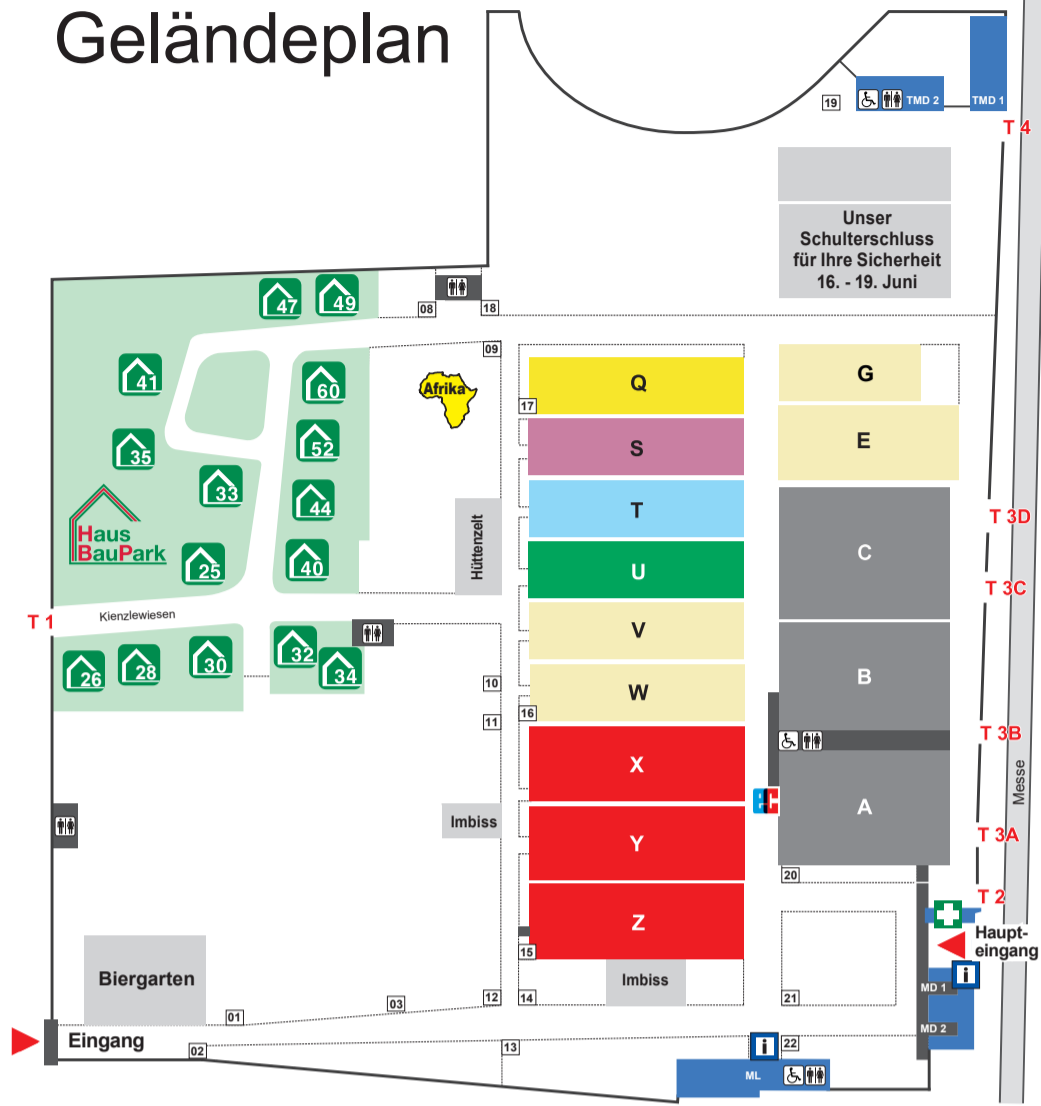 Geländeplan
19
TMD 2
TMD 1
T 4
Unser
Schulterschluss
für Ihre Sicherheit
16. - 19. Juni
47
49
08
18
09
41
60
Afrika
17
Q
G
35
52
S
E
33
44
T
T 3D
Haus
BauPark
25
40
Hüttenzelt
U
C
T 3C
T 1
Kienzlewiesen
V
26
28
30
32
34
10
W
B
11
16
T 3B
X
Messe
Imbiss
Y
A
T 3A
20
T 2
Z
Haupt-
eingang
15
Biergarten
Imbiss
i
MD 1
12
14
21
01
03
MD 2
Eingang
02
13
i
22
ML